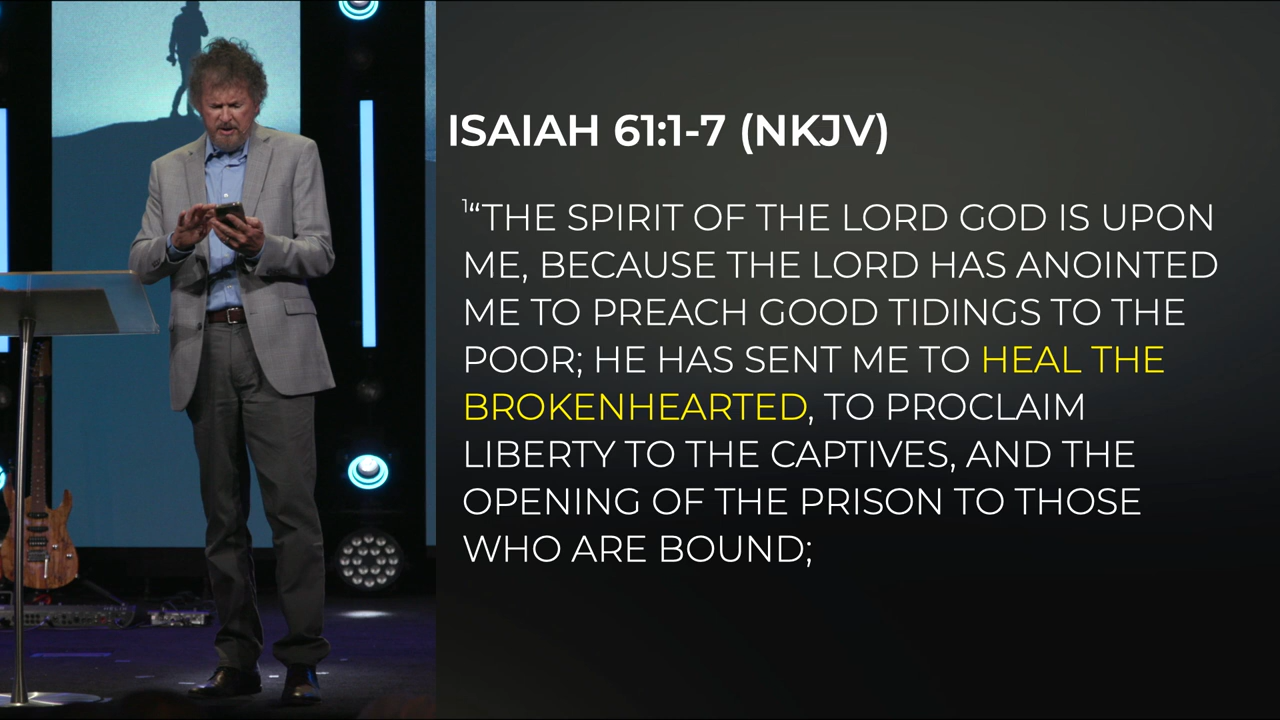 ISAIAH 61:1-7 (NKJV)
¹“THE SPIRIT OF THE LORD GOD IS UPON
ME, BECAUSE THE LORD HAS ANOINTED
ME TO PREACH GOOD TIDINGS TO THE
POOR; HE HAS SENT ME TO HEAL THE
BROKENHEARTED, TO PROCLAIM
LIBERTY TO THE CAPTIVES, AND THE
OPENING OF THE PRISON TO THOSE
WHO ARE BOUND;